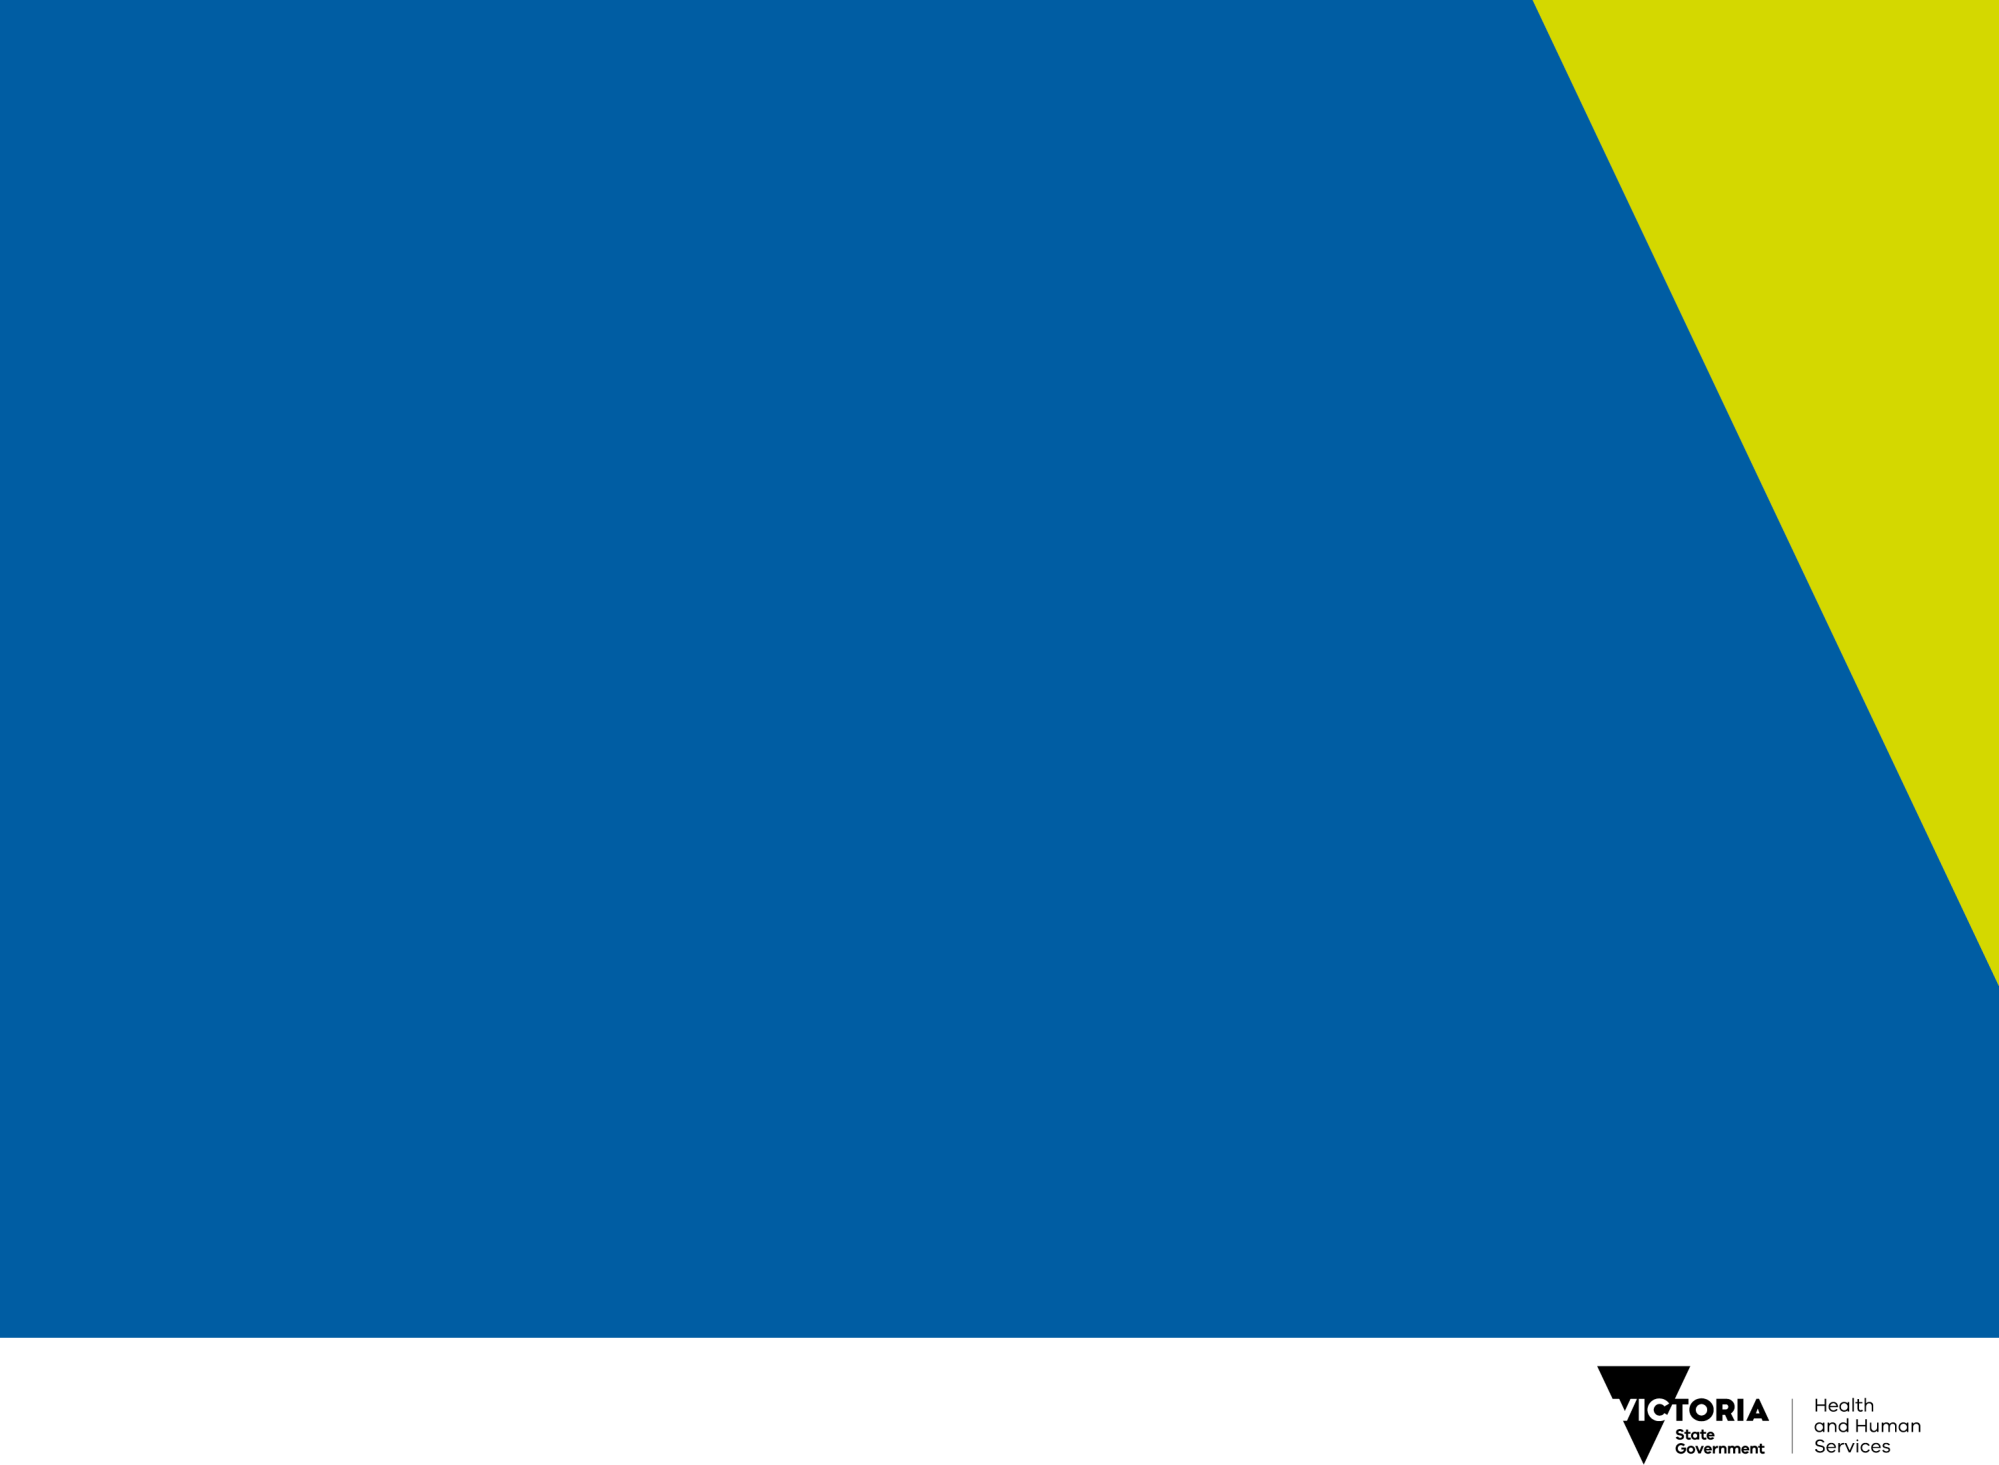 VICTORIA
State
Government
Health
and Human
Services